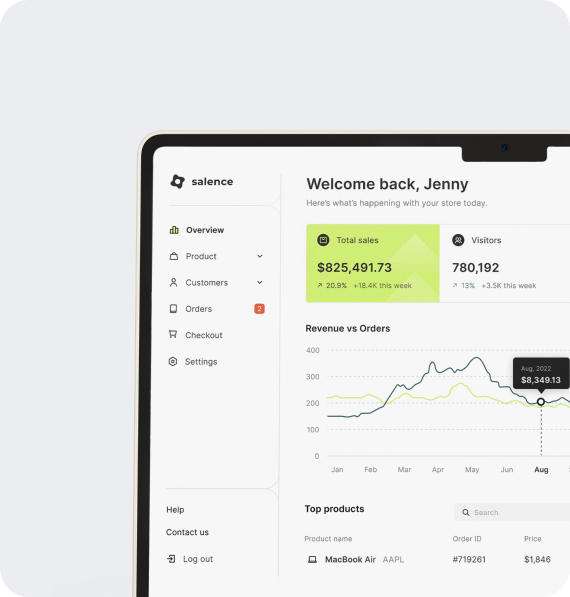 salence
Overview
Product
Customers
Orders 2
Checkout
Settings
Help
Contact us
Log out
Welcome back, Jenny
Here's what's happening with your store today.
Total sales
$825,491.73
20.9% +18.4K this week
Visitors
780,192
13% +3.5K this week
Revenue vs Orders
400
300
200
100
0
Aug, 2022
$8,349.13
Jan Feb Mar Apr May Jun Aug
Top products
Search
Product name Order ID Price
MacBook Air AAPL #719261 $1,846